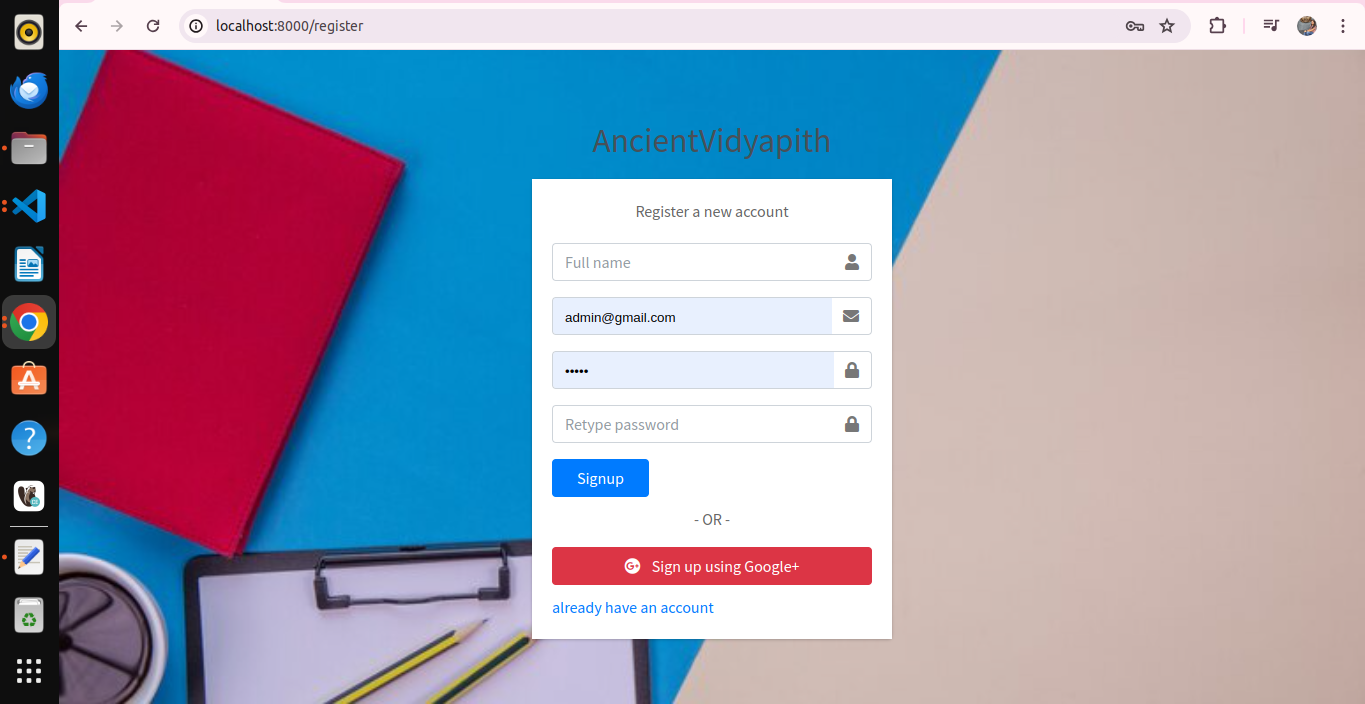 localhost:8000/register
AncientVidyapith
Register a new account
Full name
admin@gmail.com
•••••
Retype password
Signup
- OR -
Sign up using Google+
already have an account